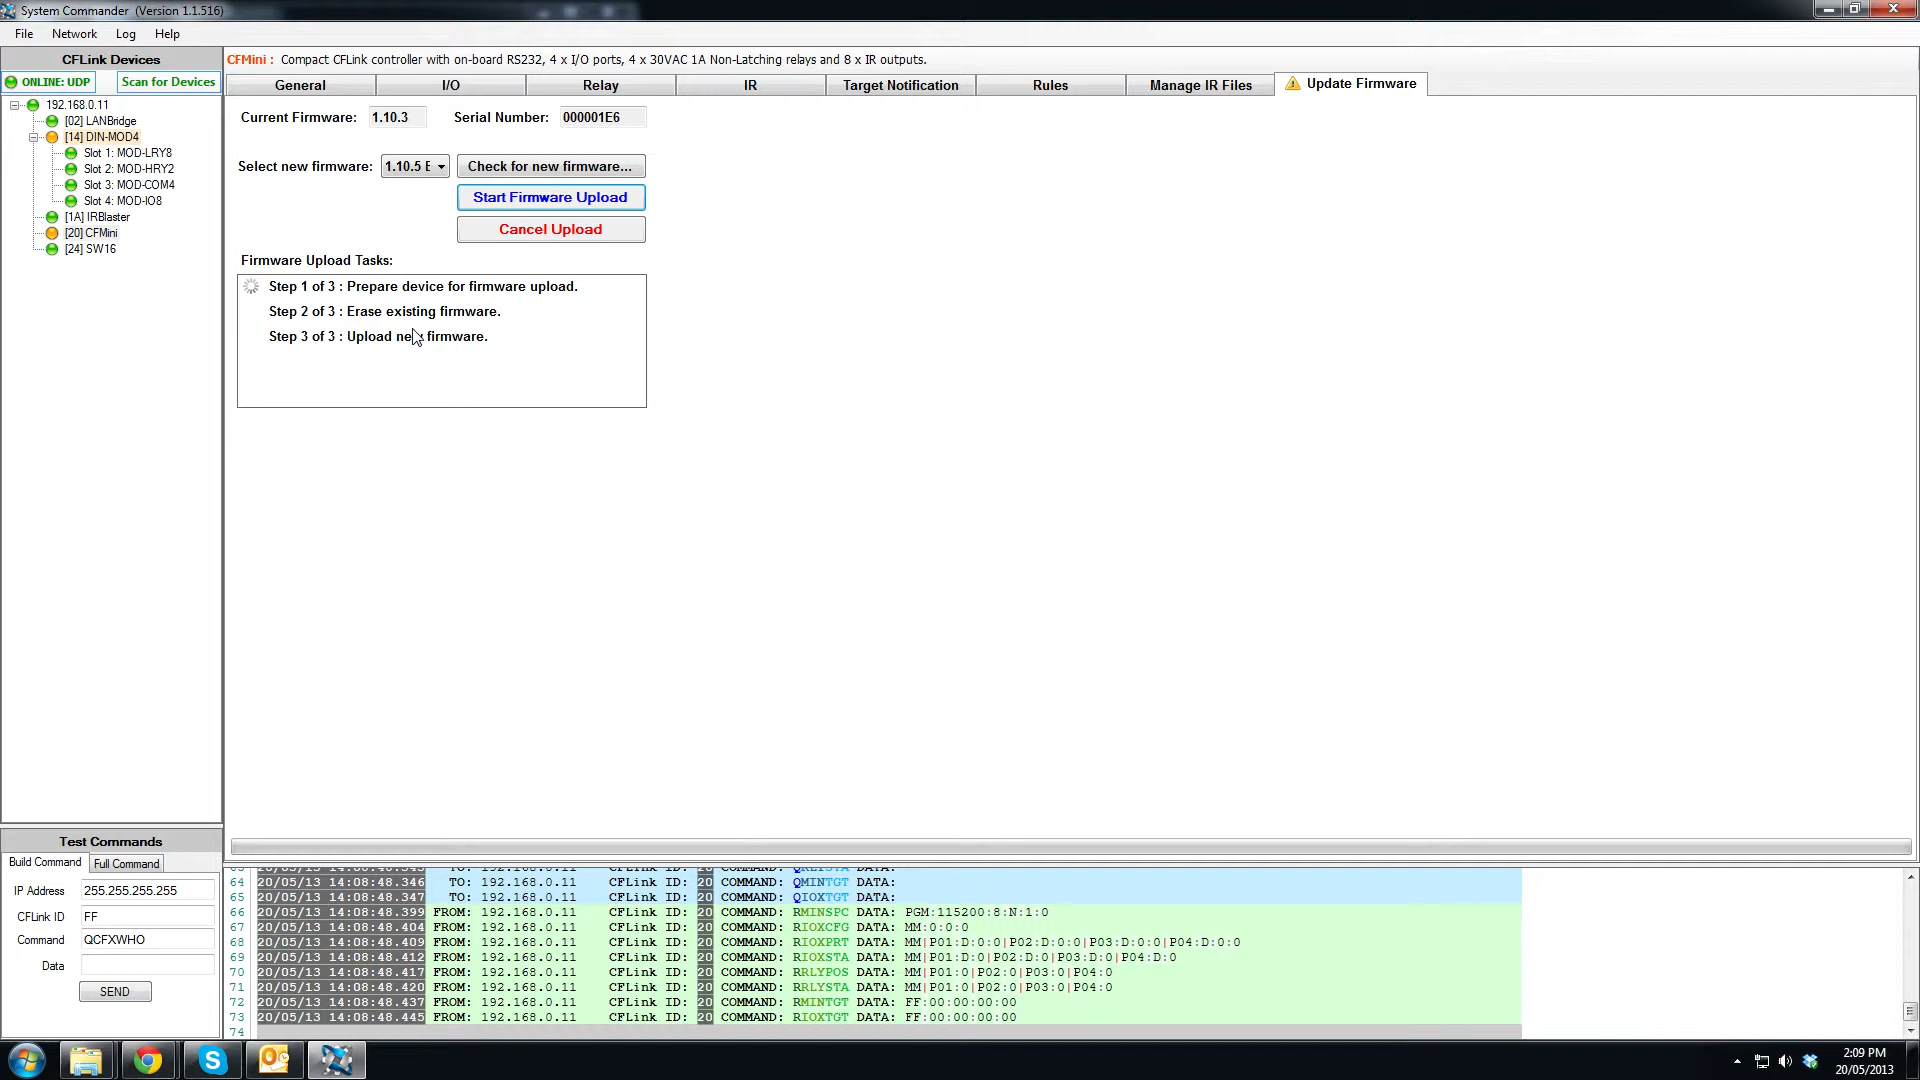 System Commander (Version 1.1.516)
File Network Log Help
CFLink Devices
ONLINE: UDP Scan for Devices
192.168.0.11
[02] LANBridge
[14] DIN-MOD4
Slot 1: MOD-LRY8
Slot 2: MOD-HRY2
Slot 3: MOD-COM4
Slot 4: MOD-IO8
[1A] IRBlaster
[20] CFMini
[24] SW16
CFMini : Compact CFLink controller with on-board RS232, 4 x I/O ports, 4 x 30VAC 1A Non-Latching relays and 8 x IR outputs.
General I/O Relay IR Target Notification Rules Manage IR Files Update Firmware
Current Firmware: 1.10.3 Serial Number: 000001E6
Select new firmware: 1.10.5 E Check for new firmware...
Start Firmware Upload
Cancel Upload
Firmware Upload Tasks:
Step 1 of 3 : Prepare device for firmware upload.
Step 2 of 3 : Erase existing firmware.
Step 3 of 3 : Upload new firmware.
Test Commands
Build Command Full Command
IP Address 255.255.255.255
CFLink ID FF
Command QCFXWHO
Data
SEND
64 20/05/13 14:08:48.346 TO: 192.168.0.11 CFLink ID: 20 COMMAND: QMINTGT DATA:
65 20/05/13 14:08:48.347 TO: 192.168.0.11 CFLink ID: 20 COMMAND: QIOXTGT DATA:
66 20/05/13 14:08:48.399 FROM: 192.168.0.11 CFLink ID: 20 COMMAND: RMINSPC DATA: PGM:115200:8:N:1:0
67 20/05/13 14:08:48.404 FROM: 192.168.0.11 CFLink ID: 20 COMMAND: RIOXCFG DATA: MM:0:0:0
68 20/05/13 14:08:48.409 FROM: 192.168.0.11 CFLink ID: 20 COMMAND: RIOXPRT DATA: MM|P01:D:0:0|P02:D:0:0|P03:D:0:0|P04:D:0:0
69 20/05/13 14:08:48.412 FROM: 192.168.0.11 CFLink ID: 20 COMMAND: RIOXSTA DATA: MM|P01:D:0|P02:D:0|P03:D:0|P04:D:0
70 20/05/13 14:08:48.417 FROM: 192.168.0.11 CFLink ID: 20 COMMAND: RRLYPOS DATA: MM|P01:0|P02:0|P03:0|P04:0
71 20/05/13 14:08:48.420 FROM: 192.168.0.11 CFLink ID: 20 COMMAND: RRLYSTA DATA: MM|P01:0|P02:0|P03:0|P04:0
72 20/05/13 14:08:48.437 FROM: 192.168.0.11 CFLink ID: 20 COMMAND: RMINTGT DATA: FF:00:00:00:00
73 20/05/13 14:08:48.445 FROM: 192.168.0.11 CFLink ID: 20 COMMAND: RIOXTGT DATA: FF:00:00:00:00
74
2:09 PM
20/05/2013